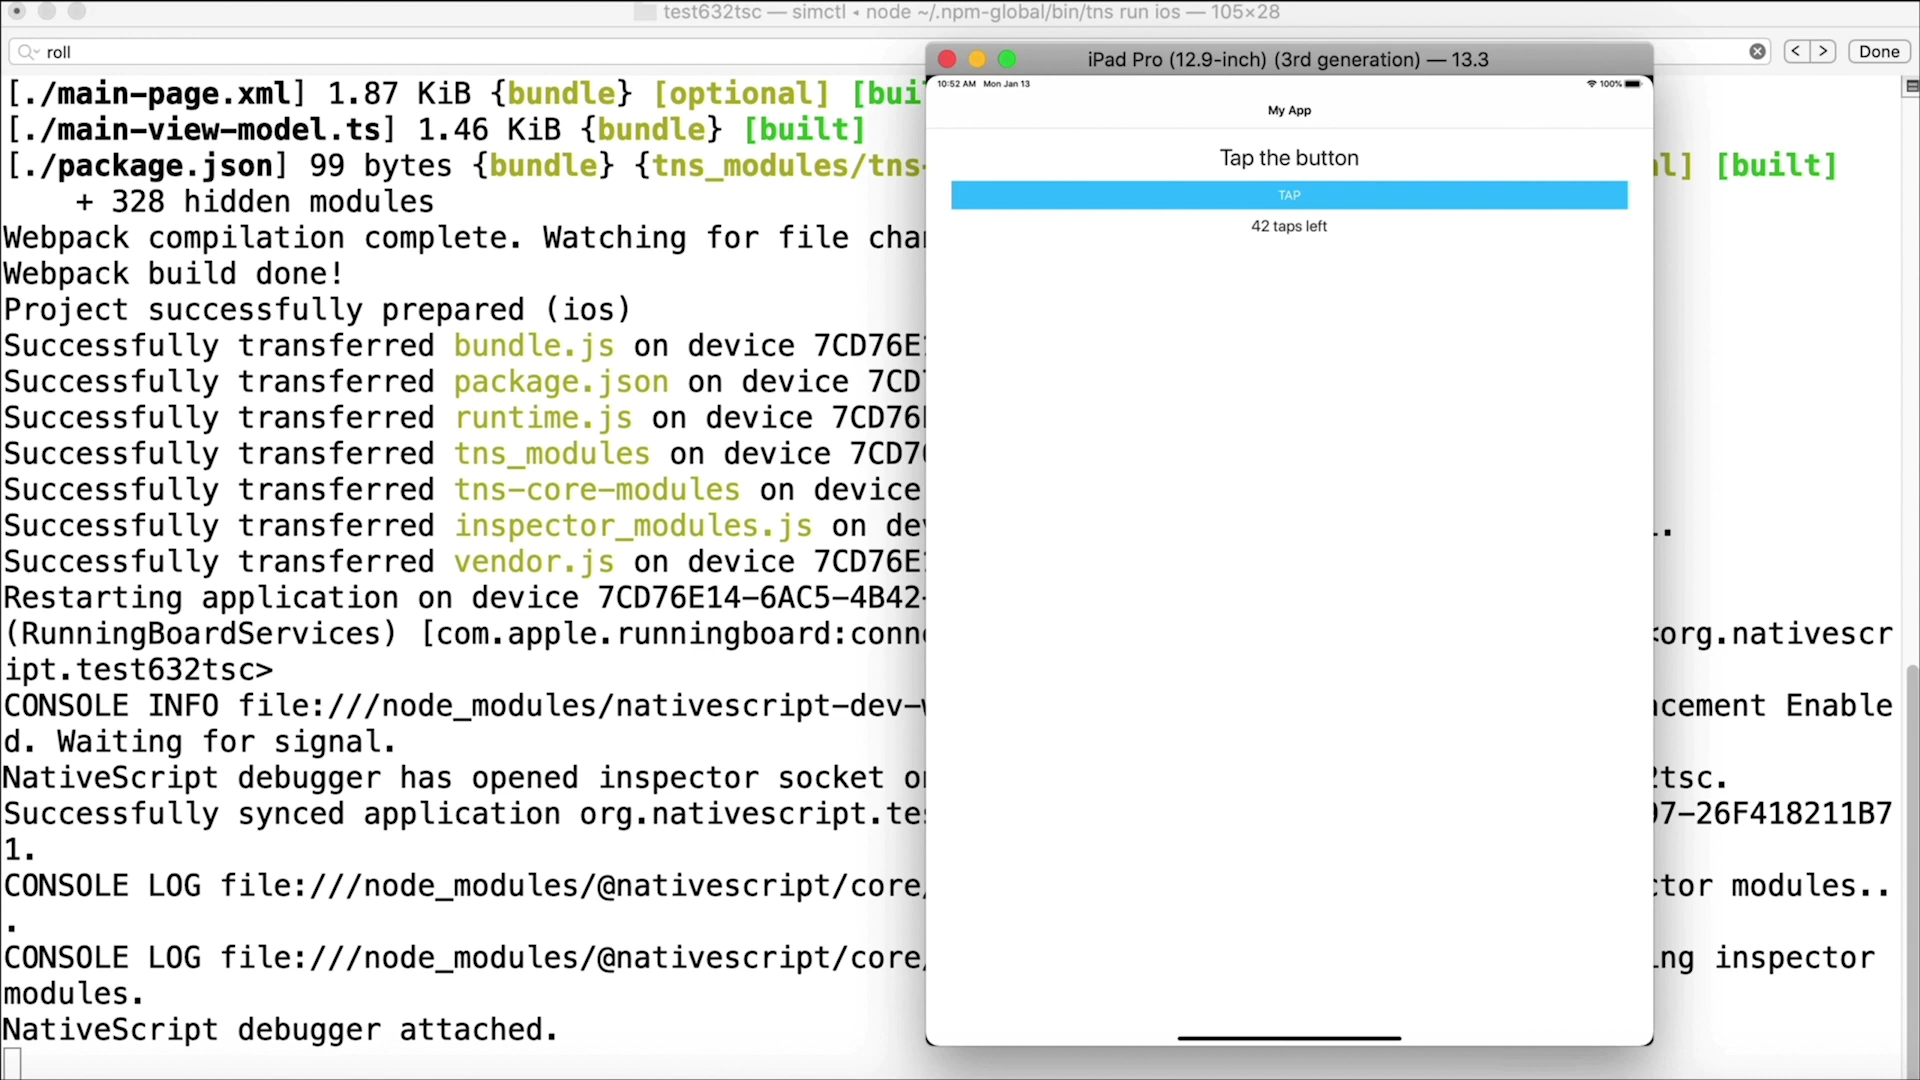 test632tsc — simctl ◂ node ~/.npm-global/bin/tns run ios — 105×28
roll
Done
[./main-page.xml] 1.87 KiB {bundle} [optional]
[./main-view-model.ts] 1.46 KiB {bundle} [built]
[./package.json] 99 bytes {bundle} {tns_modules/tns- [built]
+ 328 hidden modules
Webpack compilation complete. Watching for file
Webpack build done!
Project successfully prepared (ios)
Successfully transferred bundle.js on device 7CD76E
Successfully transferred package.json on device 7CD
Successfully transferred runtime.js on device 7CD76
Successfully transferred tns_modules on device 7CD7
Successfully transferred tns-core-modules on device
Successfully transferred inspector_modules.js on
Successfully transferred vendor.js on device 7CD76E
Restarting application on device 7CD76E14-6AC5-4B42-
(RunningBoardServices) [com.apple.runningboard:conn org.nativescr
ipt.test632tsc>
CONSOLE INFO file:///node_modules/nativescript-dev- cement Enable
d. Waiting for signal.
NativeScript debugger has opened inspector socket tsc.
Successfully synced application org.nativescript.te 7-26F418211B7
1.
CONSOLE LOG file:///node_modules/@nativescript/core/ ctor modules..
.
CONSOLE LOG file:///node_modules/@nativescript/core/ ng inspector
modules.
NativeScript debugger attached.
iPad Pro (12.9-inch) (3rd generation) — 13.3
10:52 AM Mon Jan 13
100%
My App
Tap the button
TAP
42 taps left